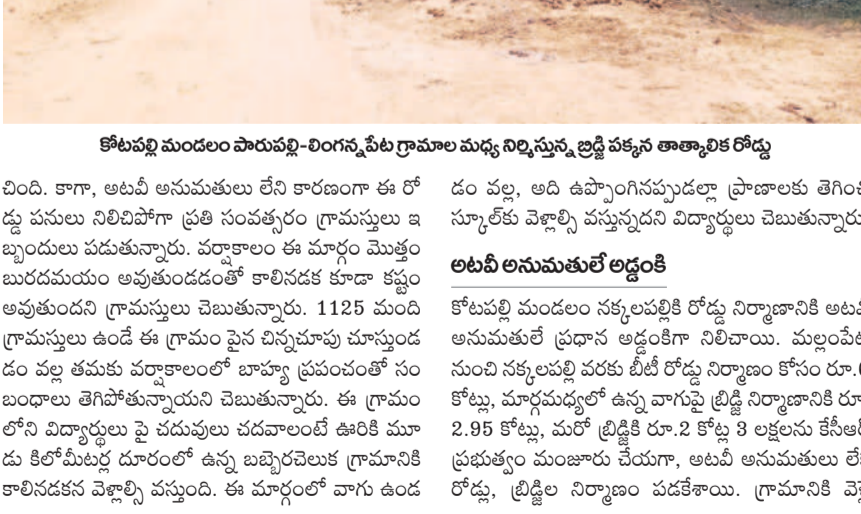 కోటపల్లి మండలం పారుపల్లి-లింగన్నపేట గ్రామాల మధ్య నిర్మిస్తున్న బ్రిడ్జి పక్కన తాత్కాలిక రోడ్డు
చింది. కాగా, అటవీ అనుమతులు లేని కారణంగా ఈ రో
డ్డు పనులు నిలిచిపోగా ప్రతి సంవత్సరం గ్రామస్తులు ఇ
బ్బందులు పడుతున్నారు. వర్షాకాలం ఈ మార్గం మొత్తం
బురదమయం అవుతుండడంతో కాలినడక కూడా కష్టం
అవుతుందని గ్రామస్తులు చెబుతున్నారు. 1125 మంది
గ్రామస్తులు ఉండే ఈ గ్రామం పైన చిన్నచూపు చూస్తుండ
డం వల్ల తమకు వర్షాకాలంలో బాహ్య ప్రపంచంతో సం
బంధాలు తెగిపోతున్నాయని చెబుతున్నారు. ఈ గ్రామం
లోని విద్యార్థులు పై చదువులు చదవాలంటే ఊరికి మూ
డు కిలోమీటర్ల దూరంలో ఉన్న బబ్బెరచెలుక గ్రామానికి
కాలినడకన వెళ్లాల్సి వస్తుంది. ఈ మార్గంలో వాగు ఉండ
డం వల్ల, అది ఉప్పొంగినప్పుడల్లా ప్రాణాలకు తెగించి
స్కూల్‌కు వెళ్లాల్సి వస్తున్నదని విద్యార్థులు చెబుతున్నారు
అటవీ అనుమతులే అడ్డంకి
కోటపల్లి మండలం నక్కలపల్లికి రోడ్డు నిర్మాణానికి అటవీ
అనుమతులే ప్రధాన అడ్డంకిగా నిలిచాయి. మల్లంపేట
నుంచి నక్కలపల్లి వరకు బీటీ రోడ్డు నిర్మాణం కోసం రూ.
కోట్లు, మార్గమధ్యలో ఉన్న వాగుపై బ్రిడ్జి నిర్మాణానికి రూ
2.95 కోట్లు, మరో బ్రిడ్జికి రూ.2 కోట్ల 3 లక్షలను కేసీఆర్
ప్రభుత్వం మంజూరు చేయగా, అటవీ అనుమతులు లేక
రోడ్లు, బ్రిడ్జిల నిర్మాణం పడకేశాయి. గ్రామానికి